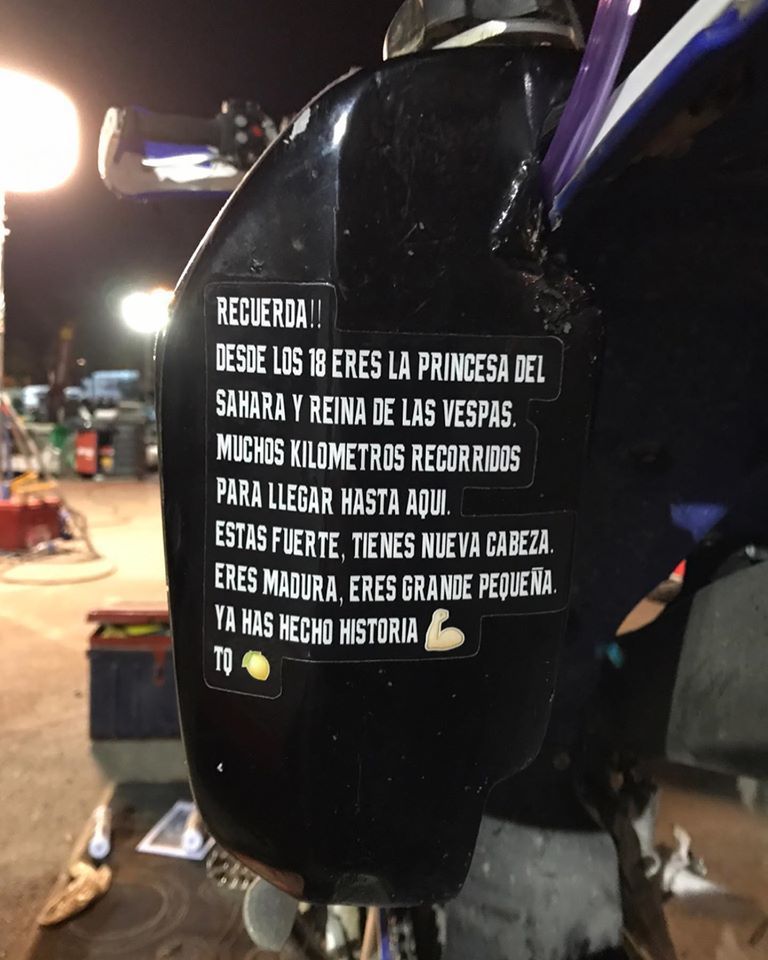 RECUERDA!!
DESDE LOS 18 ERES LA PRINCESA DEL
SAHARA Y REINA DE LAS VESPAS.
MUCHOS KILOMETROS RECORRIDOS
PARA LLEGAR HASTA AQUI.
ESTAS FUERTE, TIENES NUEVA CABEZA.
ERES MADURA, ERES GRANDE PEQUEÑA.
YA HAS HECHO HISTORIA 💪
TQ 🍋